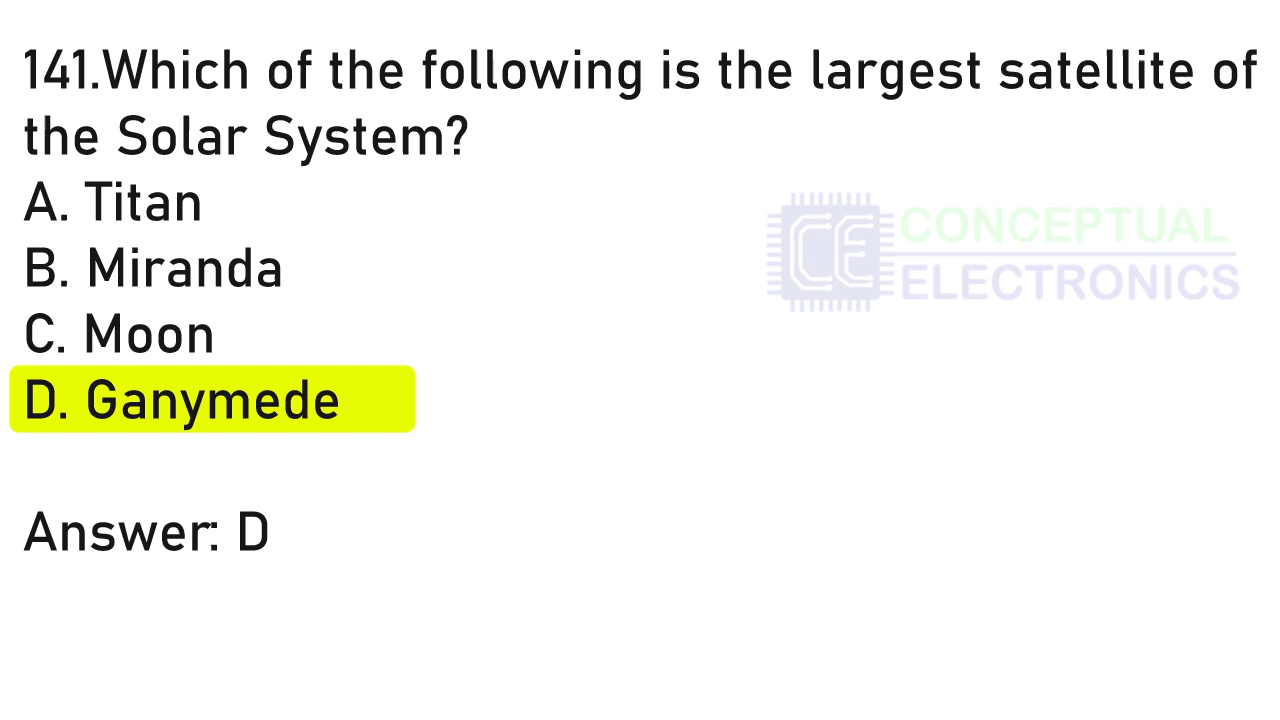 141.Which of the following is the largest satellite of
the Solar System?
A. Titan
B. Miranda
C. Moon
D. Ganymede
Answer: D
CE
CONCEPTUAL
ELECTRONICS